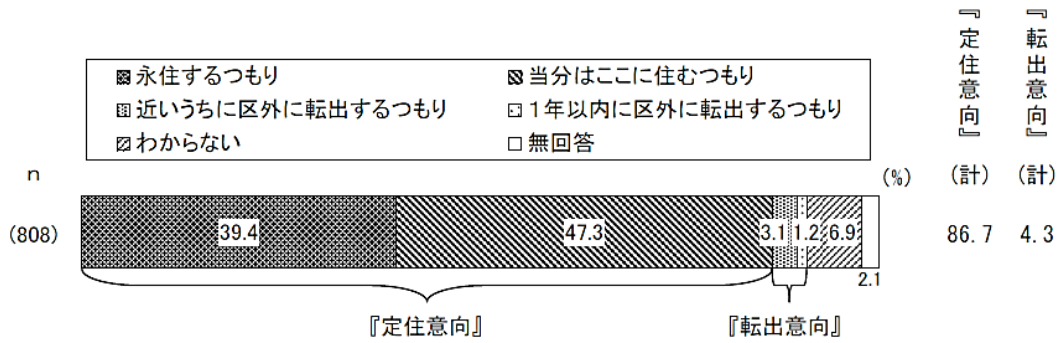 『定住意向』
『転出意向』
永住するつもり 当分はここに住むつもり
近いうちに区外に転出するつもり 1年以内に区外に転出するつもり
わからない 無回答
n (%) (計) (計)
(808) 39.4 47.3 3.1 1.2 6.9 2.1 86.7 4.3
『定住意向』 『転出意向』